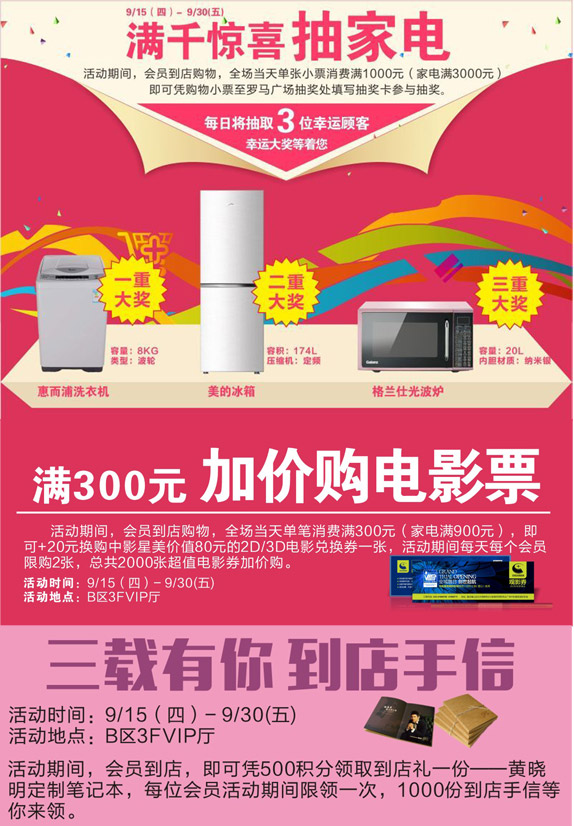 9/15（四）- 9/30(五)
满千惊喜抽家电
活动期间，会员到店购物，全场当天单张小票消费满1000元（家电满3000元）
即可凭购物小票至罗马广场抽奖处填写抽奖卡参与抽奖。
每日将抽取3位幸运顾客
幸运大奖等着您
一重
大奖
二重
大奖
三重
大奖
容量：8KG
类型：波轮
容积：174L
压缩机：定频
容量：20L
内胆材质：纳米银
Galanz
惠而浦洗衣机
美的冰箱
格兰仕光波炉
满300元 加价购电影票
活动期间，会员到店购物，全场当天单笔消费满300元（家电满900元），即
可+20元换购中影星美价值80元的2D/3D电影兑换券一张，活动期间每天每个会员
限购2张，总共2000张超值电影券加价购。
活动时间：9/15（四）- 9/30(五)
活动地点：B区3FVIP厅
GRAND
TRIAL OPENING
观影券
三载有你 到店手信
活动时间：9/15（四）- 9/30(五)
活动地点：B区3FVIP厅
活动期间，会员到店，即可凭500积分领取到店礼一份——黄晓
明定制笔记本，每位会员活动期间限领一次，1000份到店手信等
你来领。